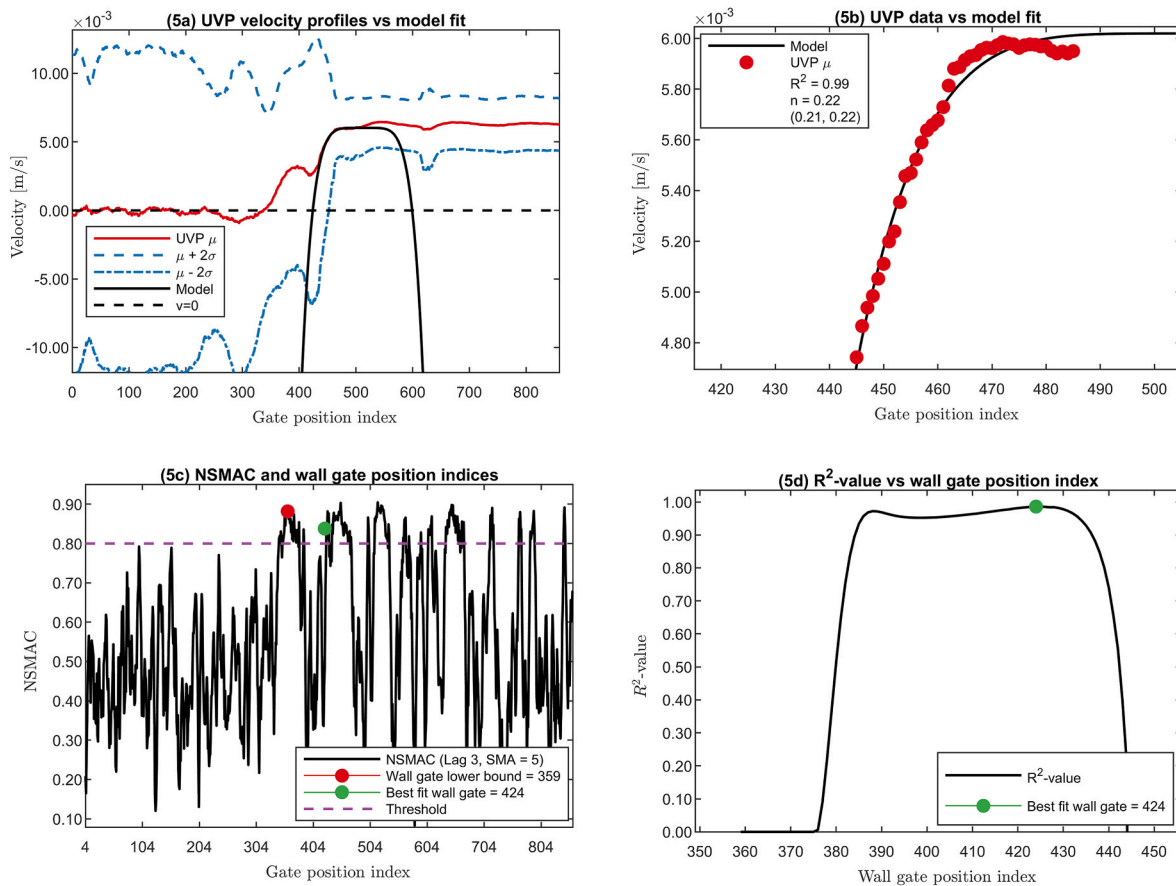 (5a) UVP velocity profiles vs model fit
×10⁻³
10.00
5.00
0.00
-5.00
-10.00
Velocity [m/s]
UVP μ
μ + 2σ
μ - 2σ
Model
v=0
0 100 200 300 400 500 600 700 800
Gate position index
(5b) UVP data vs model fit
×10⁻³
6.00
5.80
5.60
5.40
5.20
5.00
4.80
Velocity [m/s]
Model
UVP μ
R² = 0.99
n = 0.22
(0.21, 0.22)
420 430 440 450 460 470 480 490 500
Gate position index
(5c) NSMAC and wall gate position indices
0.90
0.80
0.70
0.60
0.50
0.40
0.30
0.20
0.10
NSMAC
NSMAC (Lag 3, SMA = 5)
Wall gate lower bound = 359
Best fit wall gate = 424
Threshold
4 104 204 304 404 504 604 704 804
Gate position index
(5d) R²-value vs wall gate position index
1.00
0.90
0.80
0.70
0.60
0.50
0.40
0.30
0.20
0.10
0.00
R²-value
R²-value
Best fit wall gate = 424
350 360 370 380 390 400 410 420 430 440 450
Wall gate position index